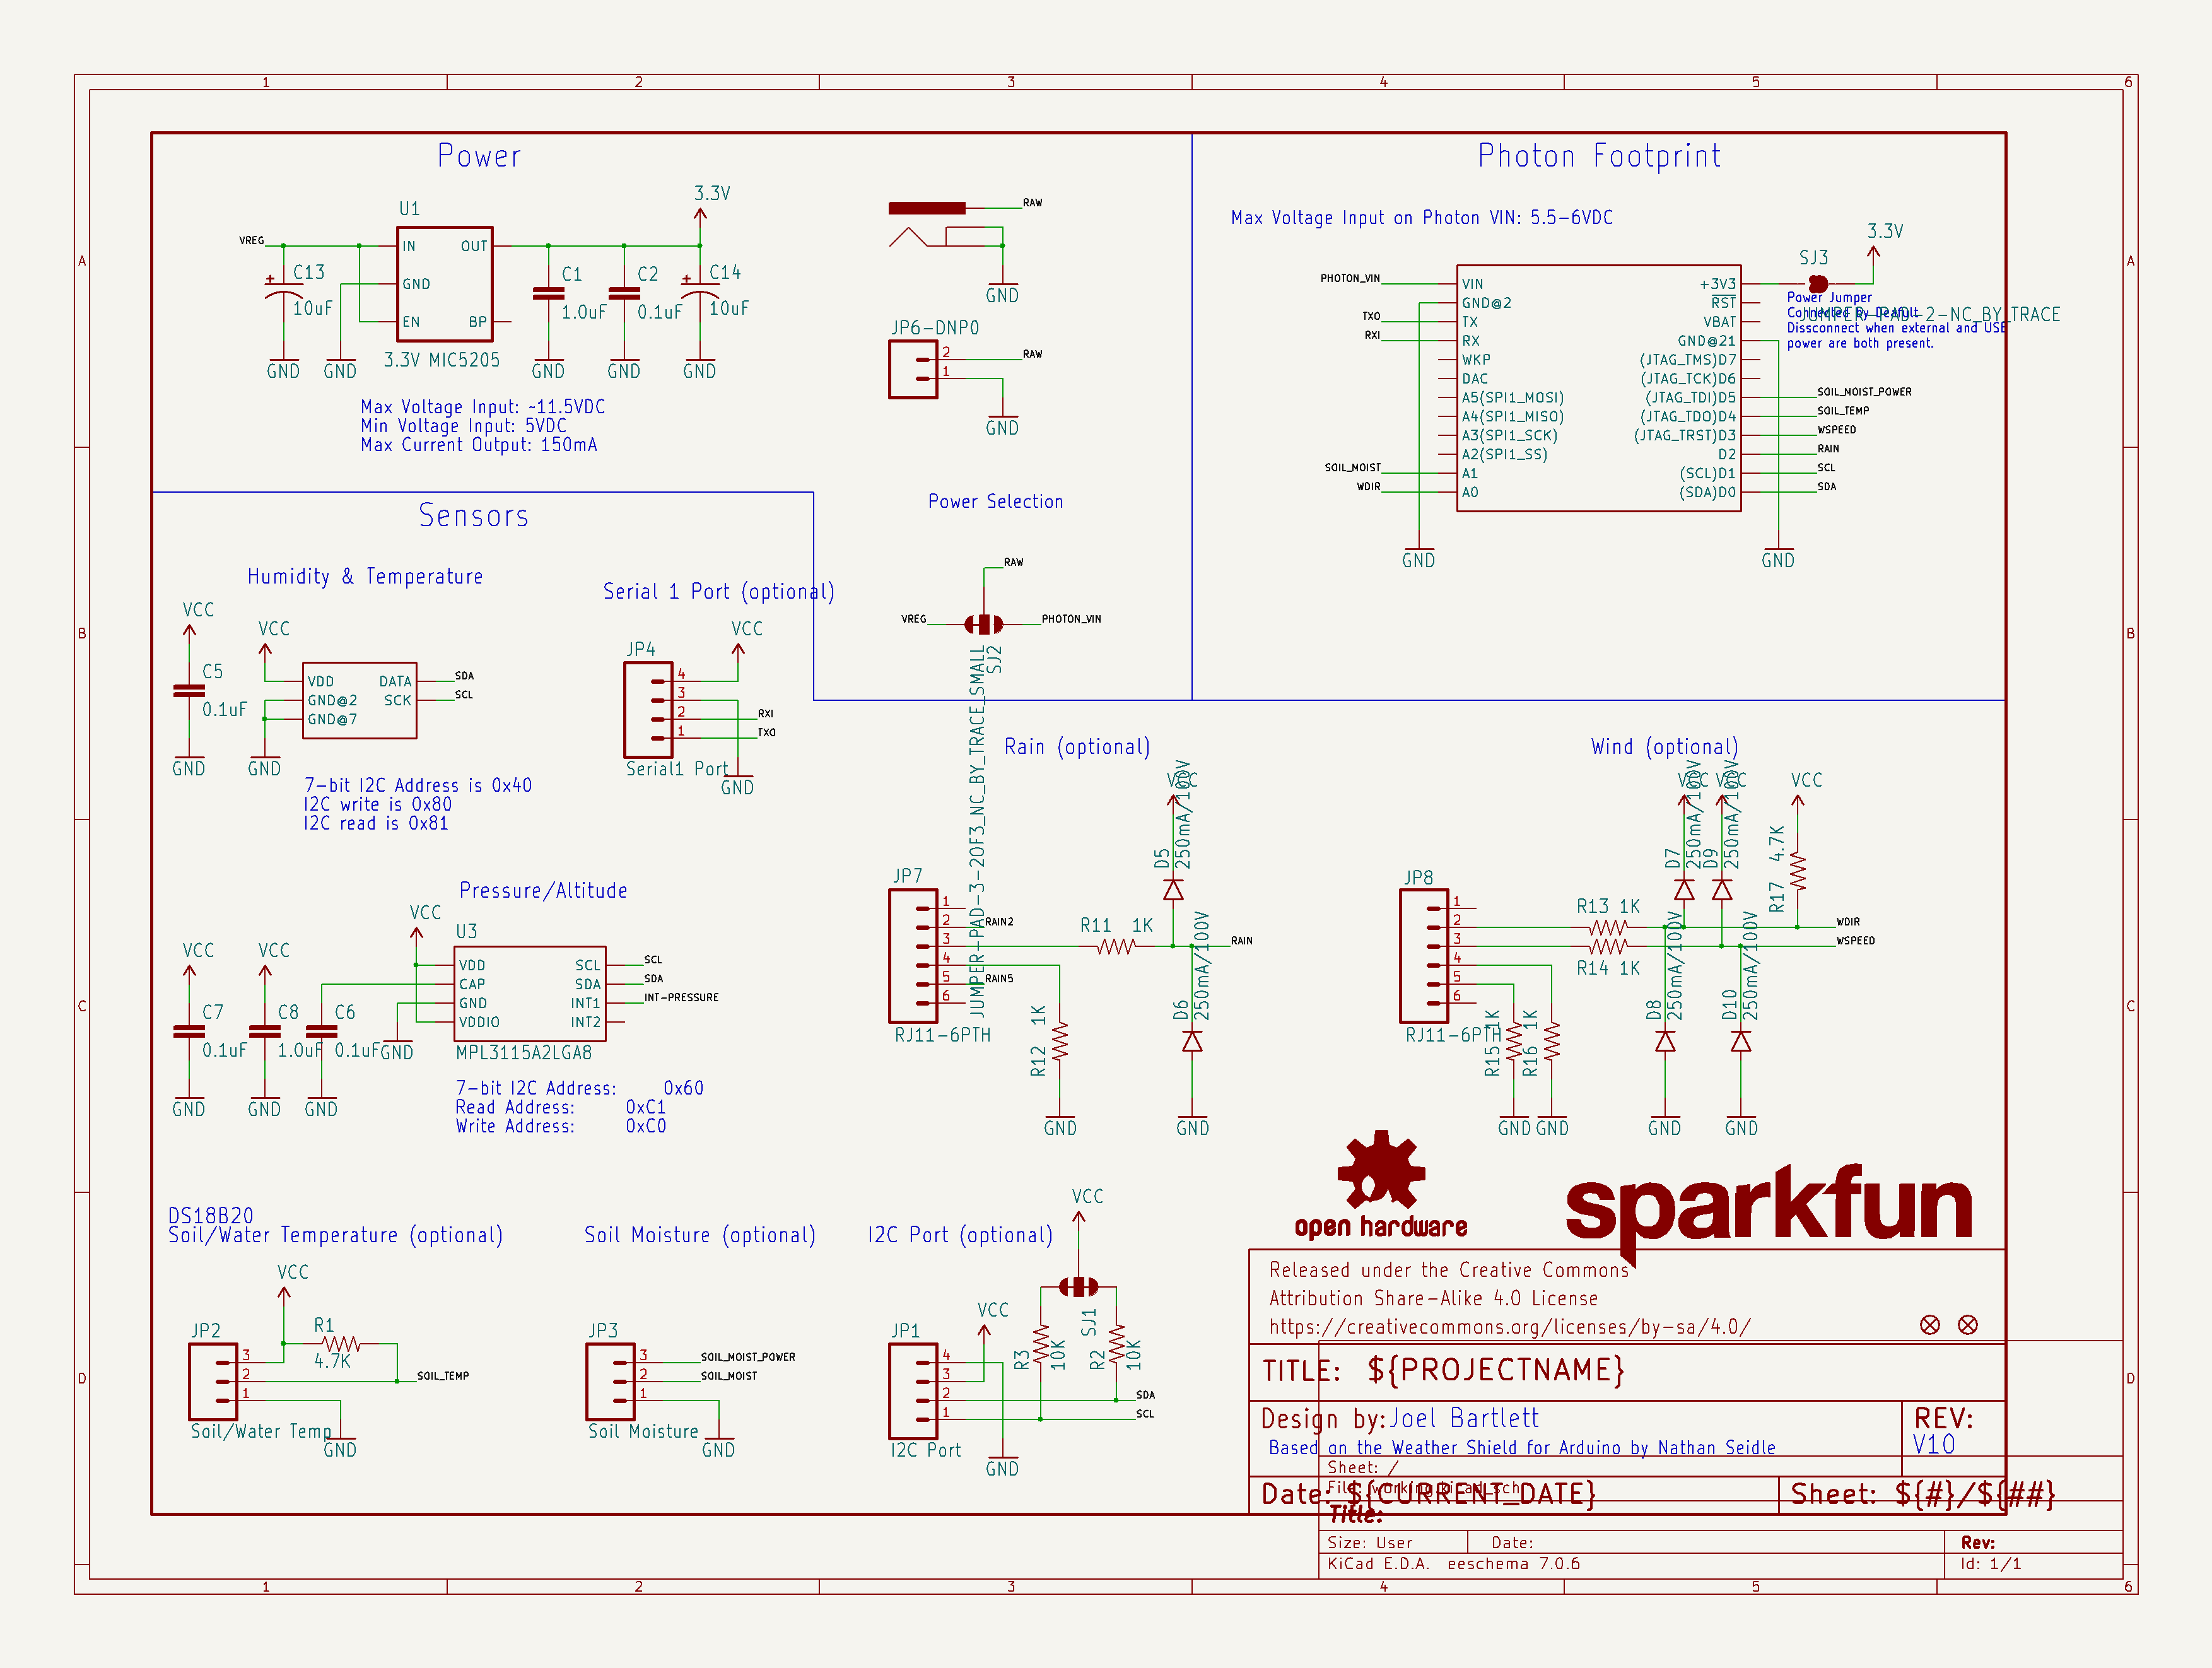 1 2 3 4 5 6
A
B
C
D
A
B
C
D
1 2 3 4 5 6
Power
U1
VREG
IN
GND
EN
OUT
BP
3.3V MIC5205
C13
10uF
C1
1.0uF
C2
0.1uF
C14
10uF
3.3V
GND
GND
GND
GND
GND
Max Voltage Input: ~11.5VDC
Min Voltage Input: 5VDC
Max Current Output: 150mA
RAW
GND
JP6-DNP0
2
1
RAW
GND
Power Selection
RAW
VREG
PHOTON_VIN
SJ2
JUMPER-PAD-3-2OF3_NC_BY_TRACE_SMALL
Photon Footprint
Max Voltage Input on Photon VIN: 5.5-6VDC
PHOTON_VIN
TXO
RXI
SOIL_MOIST
WDIR
VIN
GND@2
TX
RX
WKP
DAC
A5(SPI1_MOSI)
A4(SPI1_MISO)
A3(SPI1_SCK)
A2(SPI1_SS)
A1
A0
+3V3
RST
VBAT
GND@21
(JTAG_TMS)D7
(JTAG_TCK)D6
(JTAG_TDI)D5
(JTAG_TDO)D4
(JTAG_TRST)D3
D2
(SCL)D1
(SDA)D0
SOIL_MOIST_POWER
SOIL_TEMP
WSPEED
RAIN
SCL
SDA
GND
GND
SJ3
3.3V
JUMPER-PAD-2-NC_BY_TRACE
Power Jumper
Connected by Deafult
Dissconnect when external and USB
power are both present.
Sensors
Humidity & Temperature
VCC
C5
0.1uF
GND
VCC
VDD
GND@2
GND@7
DATA
SCK
SDA
SCL
GND
7-bit I2C Address is 0x40
I2C write is 0x80
I2C read is 0x81
Serial 1 Port (optional)
JP4
4
3
2
1
VCC
RXI
TXO
Serial1 Port
GND
Pressure/Altitude
VCC
U3
VDD
CAP
GND
VDDIO
SCL
SDA
INT1
INT2
SCL
SDA
INT-PRESSURE
MPL3115A2LGA8
VCC
C7
0.1uF
GND
VCC
C8
1.0uF
GND
C6
0.1uF
GND
GND
7-bit I2C Address: 0x60
Read Address: 0xC1
Write Address: 0xC0
Rain (optional)
JP7
1
2
3
4
5
6
RJ11-6PTH
RAIN2
RAIN5
R11 1K
R12 1K
VCC
D5
250mA/100V
D6
250mA/100V
RAIN
GND
GND
Wind (optional)
JP8
1
2
3
4
5
6
RJ11-6PTH
R13 1K
R14 1K
R15 1K
R16 1K
VCC
VCC
VCC
D7
250mA/100V
D9
250mA/100V
R17 4.7K
D8
250mA/100V
D10
250mA/100V
WDIR
WSPEED
GND
GND
GND
GND
DS18B20
Soil/Water Temperature (optional)
VCC
JP2
3
2
1
R1
4.7K
SOIL_TEMP
Soil/Water Temp
GND
Soil Moisture (optional)
JP3
3
2
1
SOIL_MOIST_POWER
SOIL_MOIST
Soil Moisture
GND
I2C Port (optional)
VCC
SJ1
JP1
4
3
2
1
VCC
R3
10K
R2
10K
SDA
SCL
I2C Port
GND
open hardware
sparkfun
Released under the Creative Commons
Attribution Share-Alike 4.0 License
https://creativecommons.org/licenses/by-sa/4.0/
TITLE: ${PROJECTNAME}
Design by: Joel Bartlett
Based on the Weather Shield for Arduino by Nathan Seidle
REV:
V10
Date: ${CURRENT_DATE}
Sheet: ${#}/${##}
Sheet: /
File: working.kicad_sch
Title:
Size: User
Date:
Rev:
KiCad E.D.A. eeschema 7.0.6
Id: 1/1